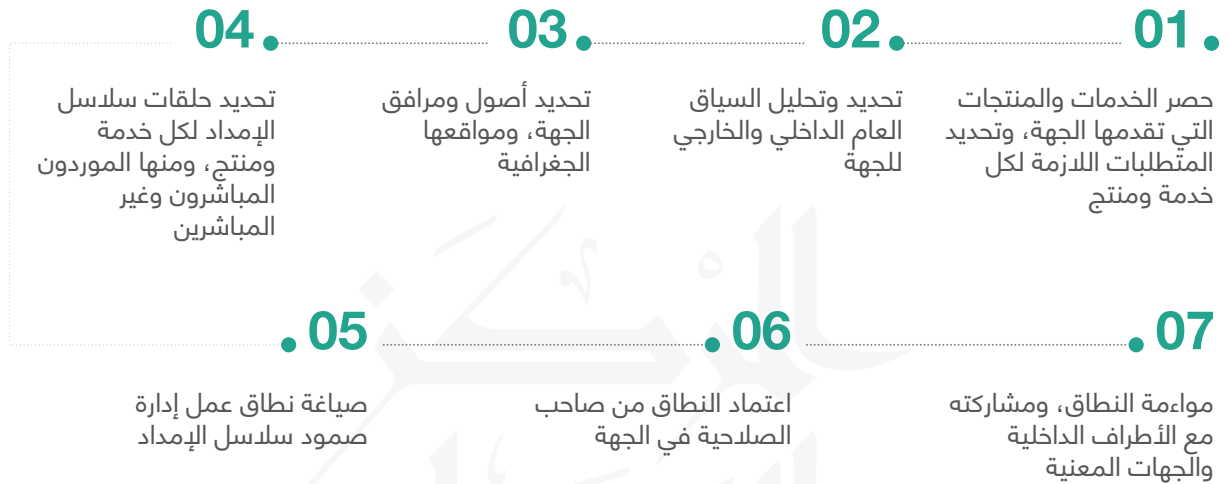 01
حصر الخدمات والمنتجات
التي تقدمها الجهة، وتحديد
المتطلبات اللازمة لكل
خدمة ومنتج
02
تحديد وتحليل السياق
العام الداخلي والخارجي
للجهة
03
تحديد أصول ومرافق
الجهة، ومواقعها
الجغرافية
04
تحديد حلقات سلاسل
الإمداد لكل خدمة
ومنتج، ومنها الموردون
المباشرون وغير
المباشرين
05
صياغة نطاق عمل إدارة
صمود سلاسل الإمداد
06
اعتماد النطاق من صاحب
الصلاحية في الجهة
07
مواءمة النطاق، ومشاركته
مع الأطراف الداخلية
والجهات المعنية